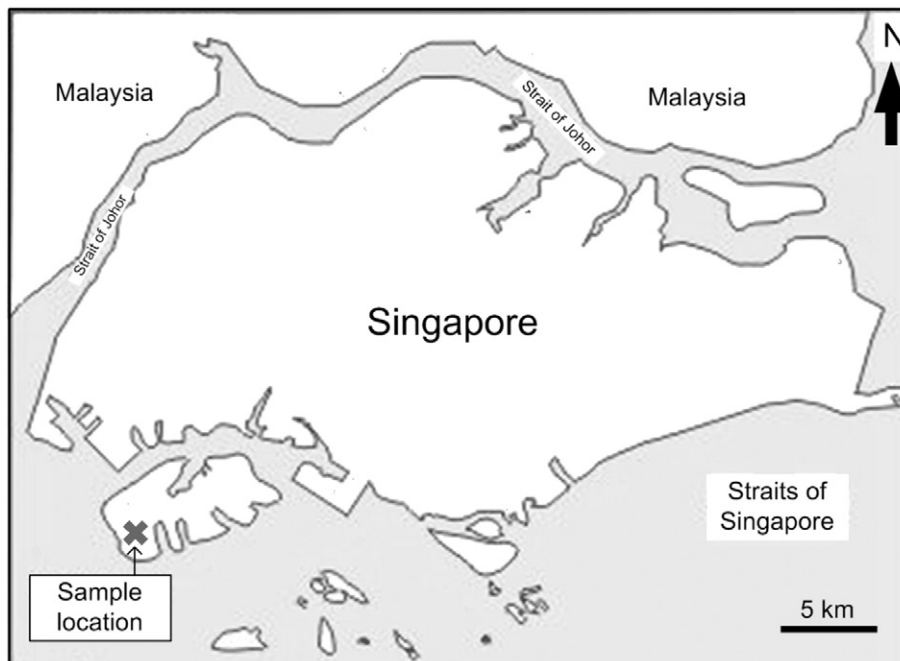 N
Malaysia
Malaysia
Strait of Johor
Strait of Johor
Singapore
Straits of
Singapore
Sample
location
5 km